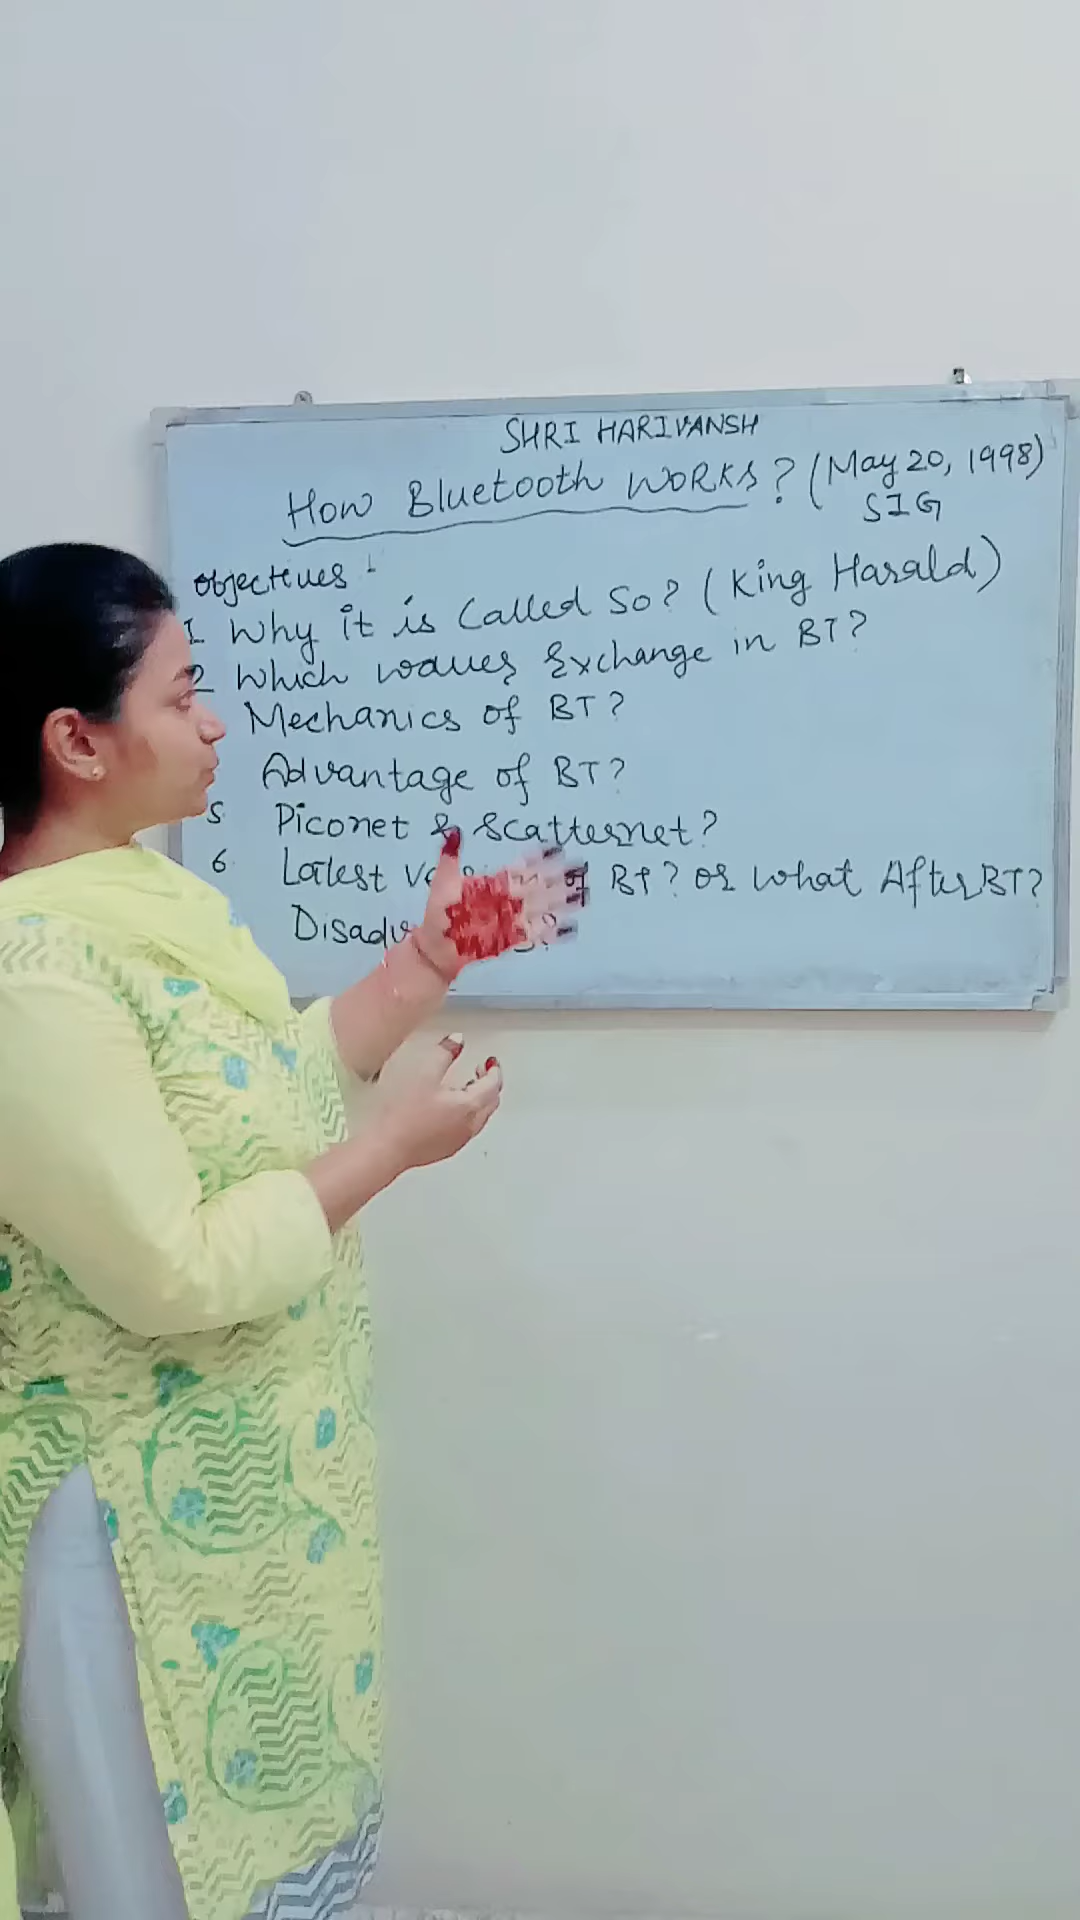 SHRI HARIVANSH
How Bluetooth WORKS? (May 20, 1998)
SIG
Objectives :
1 Why it is Called So? (King Harald)
2 Which waves Exchange in BT?
Mechanics of BT?
Advantage of BT?
5 Piconet & Scatternet?
6 Latest of BT? or What After BT?